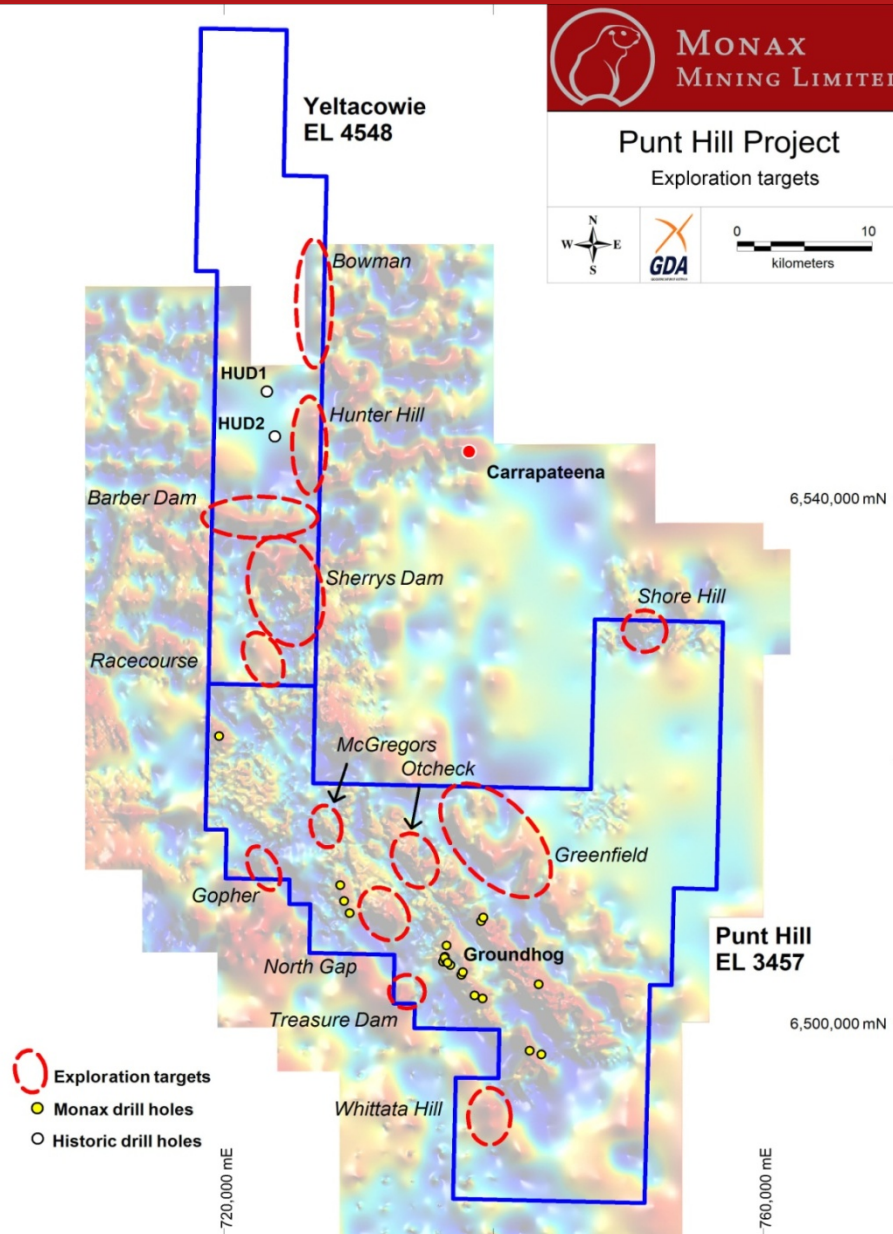 MONAX
MINING LIMITE
Punt Hill Project
Exploration targets
N
W E
S
GDA
0 10
kilometers
Yeltacowie
EL 4548
Bowman
HUD1
Hunter Hill
HUD2
Carrapateena
Barber Dam
6,540,000 mN
Sherrys Dam
Shore Hill
Racecourse
McGregors
Otcheck
Greenfield
Gopher
Punt Hill
EL 3457
Groundhog
North Gap
Treasure Dam
6,500,000 mN
Exploration targets
Monax drill holes
Whittata Hill
Historic drill holes
720,000 mE
760,000 mE